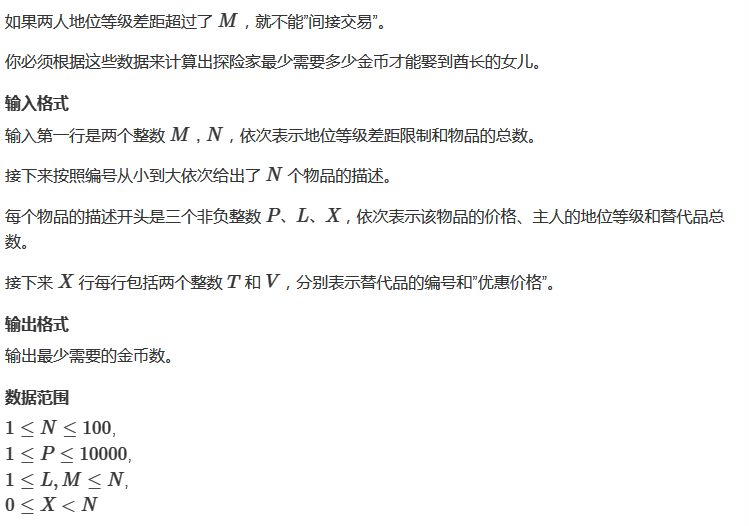 如果两人地位等级差距超过了 M，就不能"间接交易"。
你必须根据这些数据来计算出探险家最少需要多少金币才能娶到酋长的女儿。
输入格式
输入第一行是两个整数 M，N，依次表示地位等级差距限制和物品的总数。
接下来按照编号从小到大依次给出了 N 个物品的描述。
每个物品的描述开头是三个非负整数 P、L、X，依次表示该物品的价格、主人的地位等级和替代品总
数。
接下来 X 行每行包括两个整数 T 和 V，分别表示替代品的编号和"优惠价格"。
输出格式
输出最少需要的金币数。
数据范围
1 ≤ N ≤ 100,
1 ≤ P ≤ 10000,
1 ≤ L, M ≤ N,
0 ≤ X < N